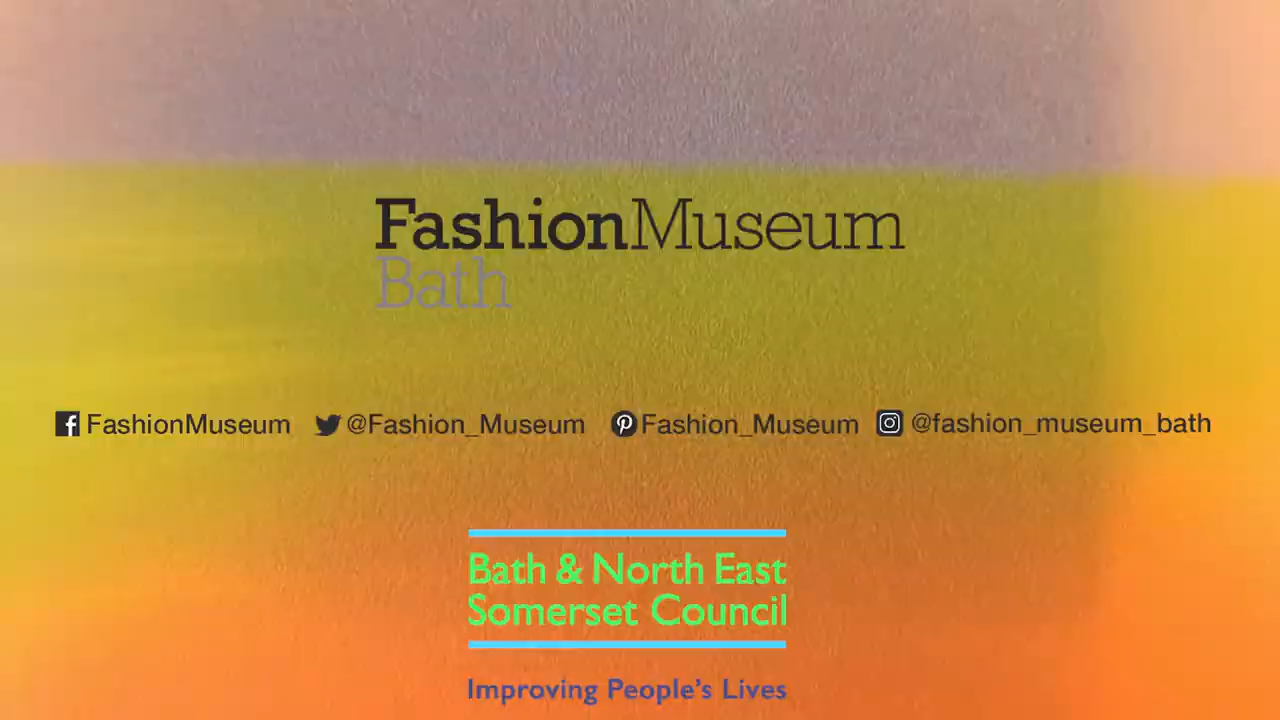 FashionMuseum
Bath
FashionMuseum @Fashion_Museum Fashion_Museum @fashion_museum_bath
Bath & North East
Somerset Council
Improving People's Lives